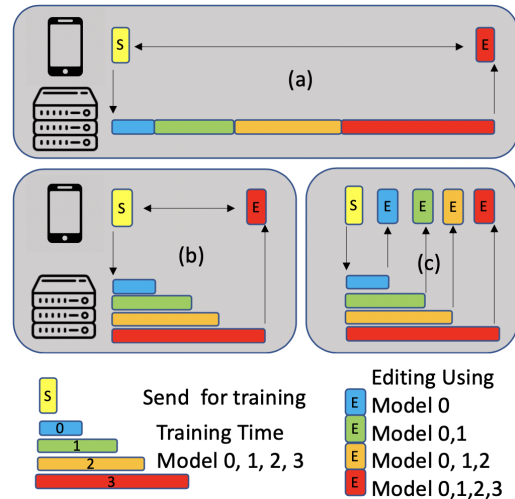 S
E
(a)
S
E
(b)
S
E
E
E
E
(c)
S
Send for training
0
Training Time
1
Model 0, 1, 2, 3
2
3
Editing Using
E Model 0
E Model 0,1
E Model 0, 1,2
E Model 0,1,2,3